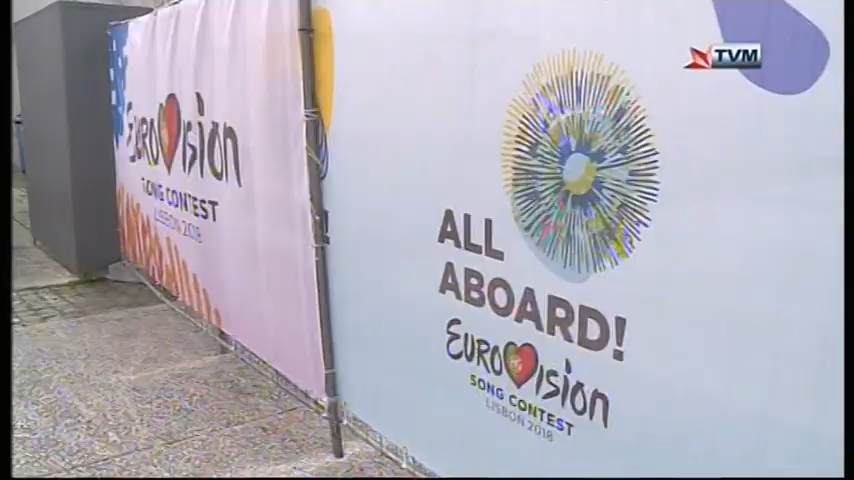 TVM
EUROVISION
SONG CONTEST
LISBON 2018
ALL
ABOARD!
EUROVISION
SONG CONTEST
LISBON 2018